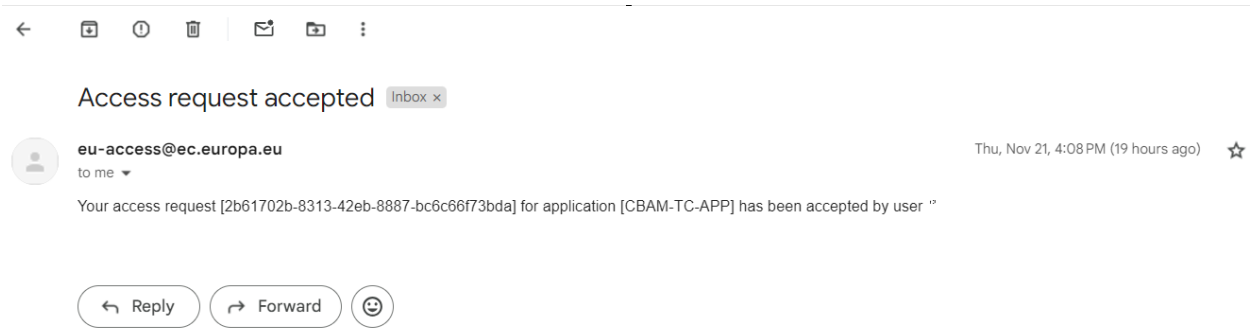 Access request accepted Inbox ×
eu-access@ec.europa.eu Thu, Nov 21, 4:08 PM (19 hours ago)
to me
Your access request [2b61702b-8313-42eb-8887-bc6c66f73bda] for application [CBAM-TC-APP] has been accepted by user ''
Reply Forward